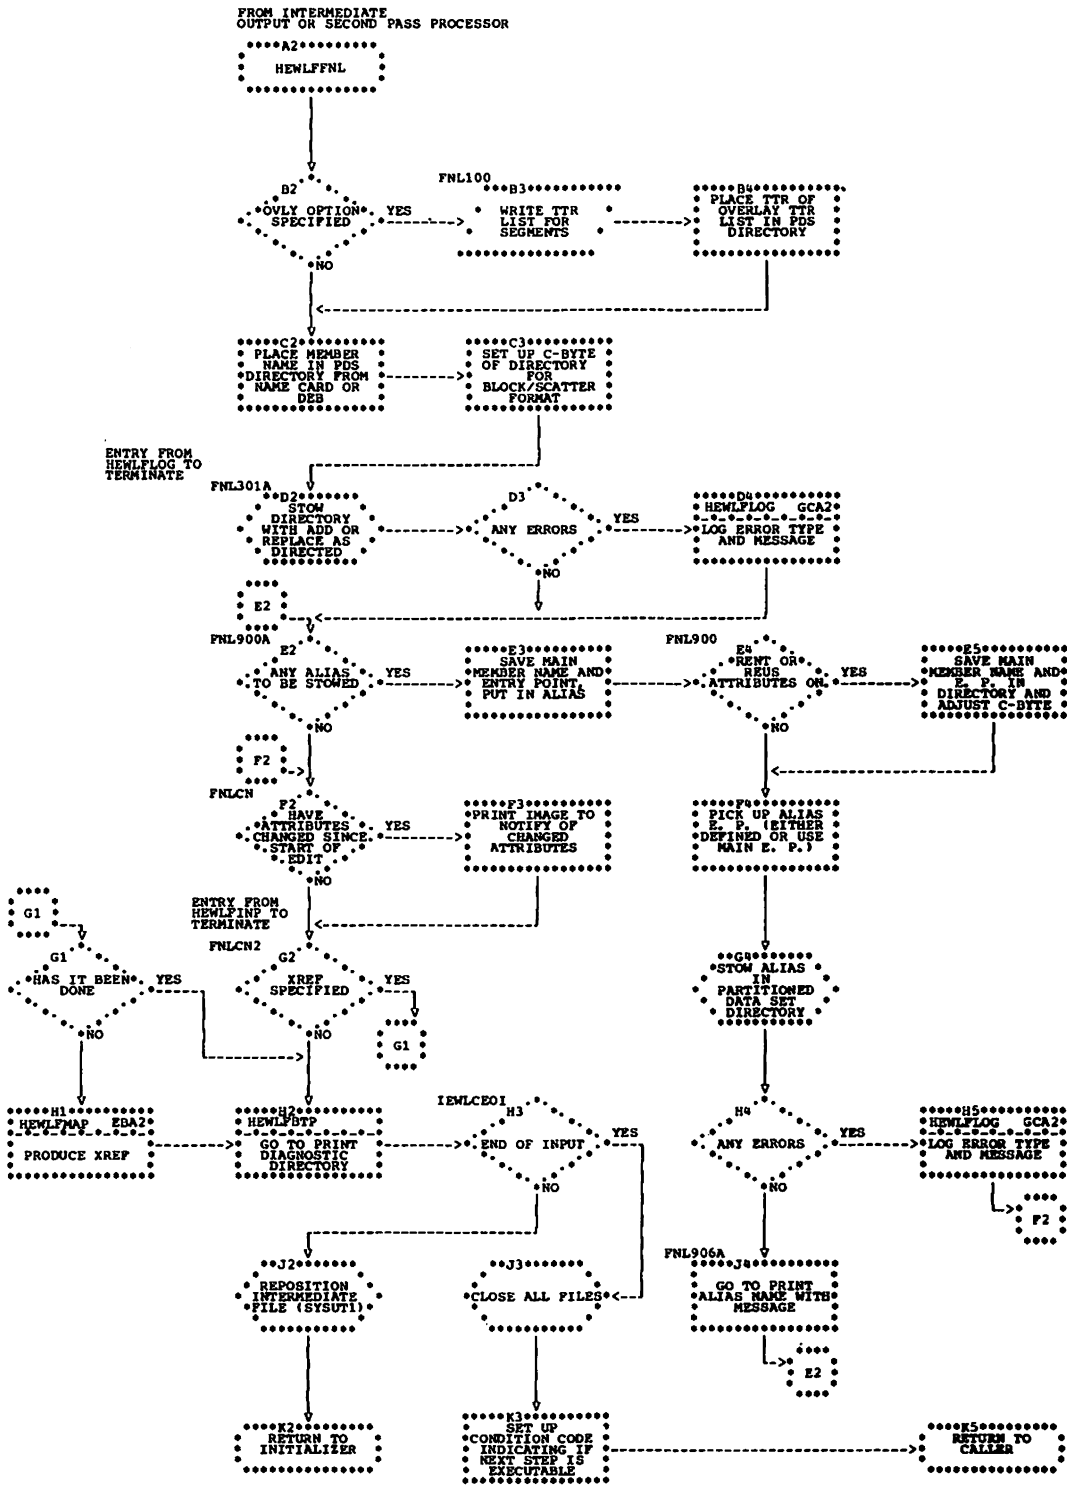 FROM INTERMEDIATE
OUTPUT OR SECOND PASS PROCESSOR
A2
HEWLFFNL
B2
OVLY OPTION
SPECIFIED
YES
NO
FNL100
B3
WRITE TTR
LIST FOR
SEGMENTS
B4
PLACE TTR OF
OVERLAY TTR
LIST IN PDS
DIRECTORY
C2
PLACE MEMBER
NAME IN PDS
DIRECTORY FROM
NAME CARD OR
DEB
C3
SET UP C-BYTE
OF DIRECTORY
FOR
BLOCK/SCATTER
FORMAT
ENTRY FROM
HEWLFLOG TO
TERMINATE
FNL301A
D2
STOW
DIRECTORY
WITH ADD OR
REPLACE AS
DIRECTED
D3
ANY ERRORS
YES
NO
D4
HEWLFLOG GCA2
LOG ERROR TYPE
AND MESSAGE
E2
FNL900A
E2
ANY ALIAS
TO BE STOWED
YES
NO
E3
SAVE MAIN
MEMBER NAME AND
ENTRY POINT,
PUT IN ALIAS
FNL900
E4
RENT OR
REUS
ATTRIBUTES ON
YES
NO
E5
SAVE MAIN
MEMBER NAME AND
E. P. IN
DIRECTORY AND
ADJUST C-BYTE
F2
FNLCN
F2
HAVE
ATTRIBUTES
CHANGED SINCE
START OF
EDIT
YES
NO
F3
PRINT IMAGE TO
NOTIFY OF
CHANGED
ATTRIBUTES
F4
PICK UP ALIAS
E. P. (EITHER
DEFINED OR USE
MAIN E. P.)
G1
ENTRY FROM
HEWLFINP TO
TERMINATE
FNLCN2
G1
HAS IT BEEN
DONE
YES
NO
G2
XREF
SPECIFIED
YES
NO
G1
G4
STOW ALIAS
IN
PARTITIONED
DATA SET
DIRECTORY
H1
HEWLFMAP EBA2
PRODUCE XREF
H2
HEWLFBTP
GO TO PRINT
DIAGNOSTIC
DIRECTORY
IEWLCEOI
H3
END OF INPUT
YES
NO
H4
ANY ERRORS
YES
NO
H5
HEWLFLOG GCA2
LOG ERROR TYPE
AND MESSAGE
F2
J2
REPOSITION
INTERMEDIATE
FILE (SYSUT1)
J3
CLOSE ALL FILES
FNL906A
J4
GO TO PRINT
ALIAS NAME WITH
MESSAGE
E2
K2
RETURN TO
INITIALIZER
K3
SET UP
CONDITION CODE
INDICATING IF
NEXT STEP IS
EXECUTABLE
K5
RETURN TO
CALLER